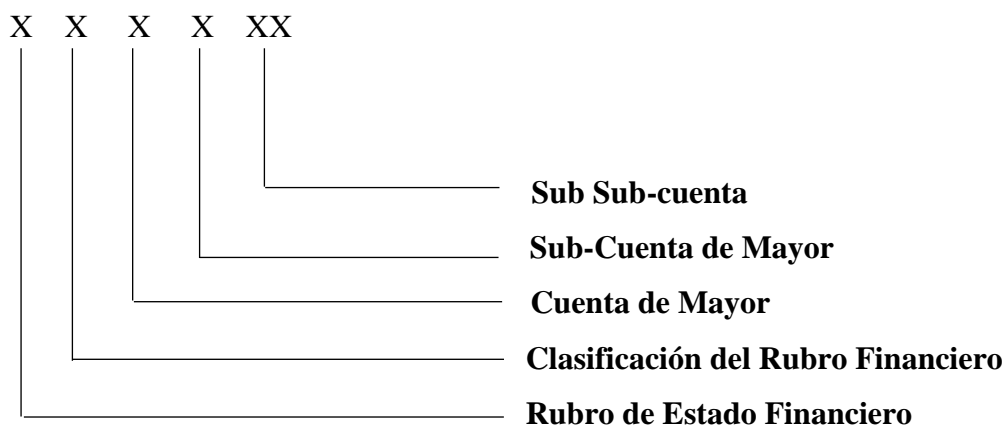 X X X X XX
Sub Sub-cuenta
Sub-Cuenta de Mayor
Cuenta de Mayor
Clasificación del Rubro Financiero
Rubro de Estado Financiero